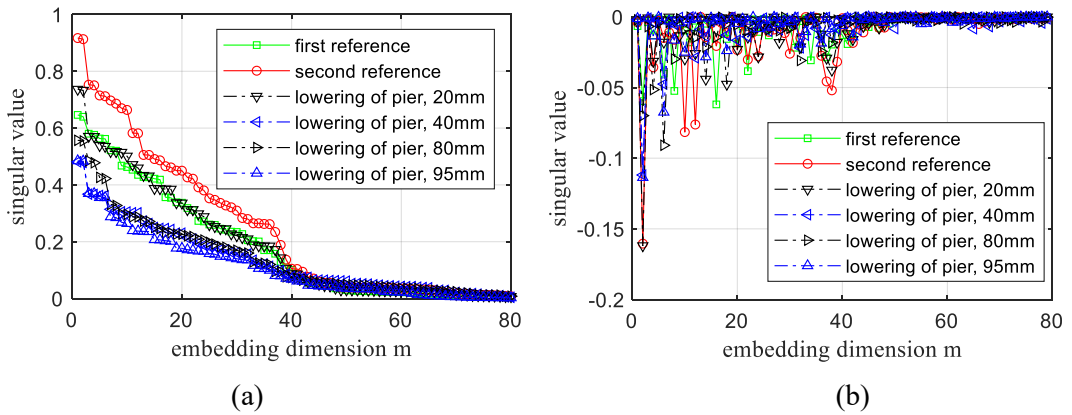 1
0.8
0.6
0.4
0.2
0
singular value
first reference
second reference
lowering of pier, 20mm
lowering of pier, 40mm
lowering of pier, 80mm
lowering of pier, 95mm
0 20 40 60 80
embedding dimension m
(a)
0
-0.05
-0.1
-0.15
-0.2
singular value
first reference
second reference
lowering of pier, 20mm
lowering of pier, 40mm
lowering of pier, 80mm
lowering of pier, 95mm
0 20 40 60 80
embedding dimension m
(b)